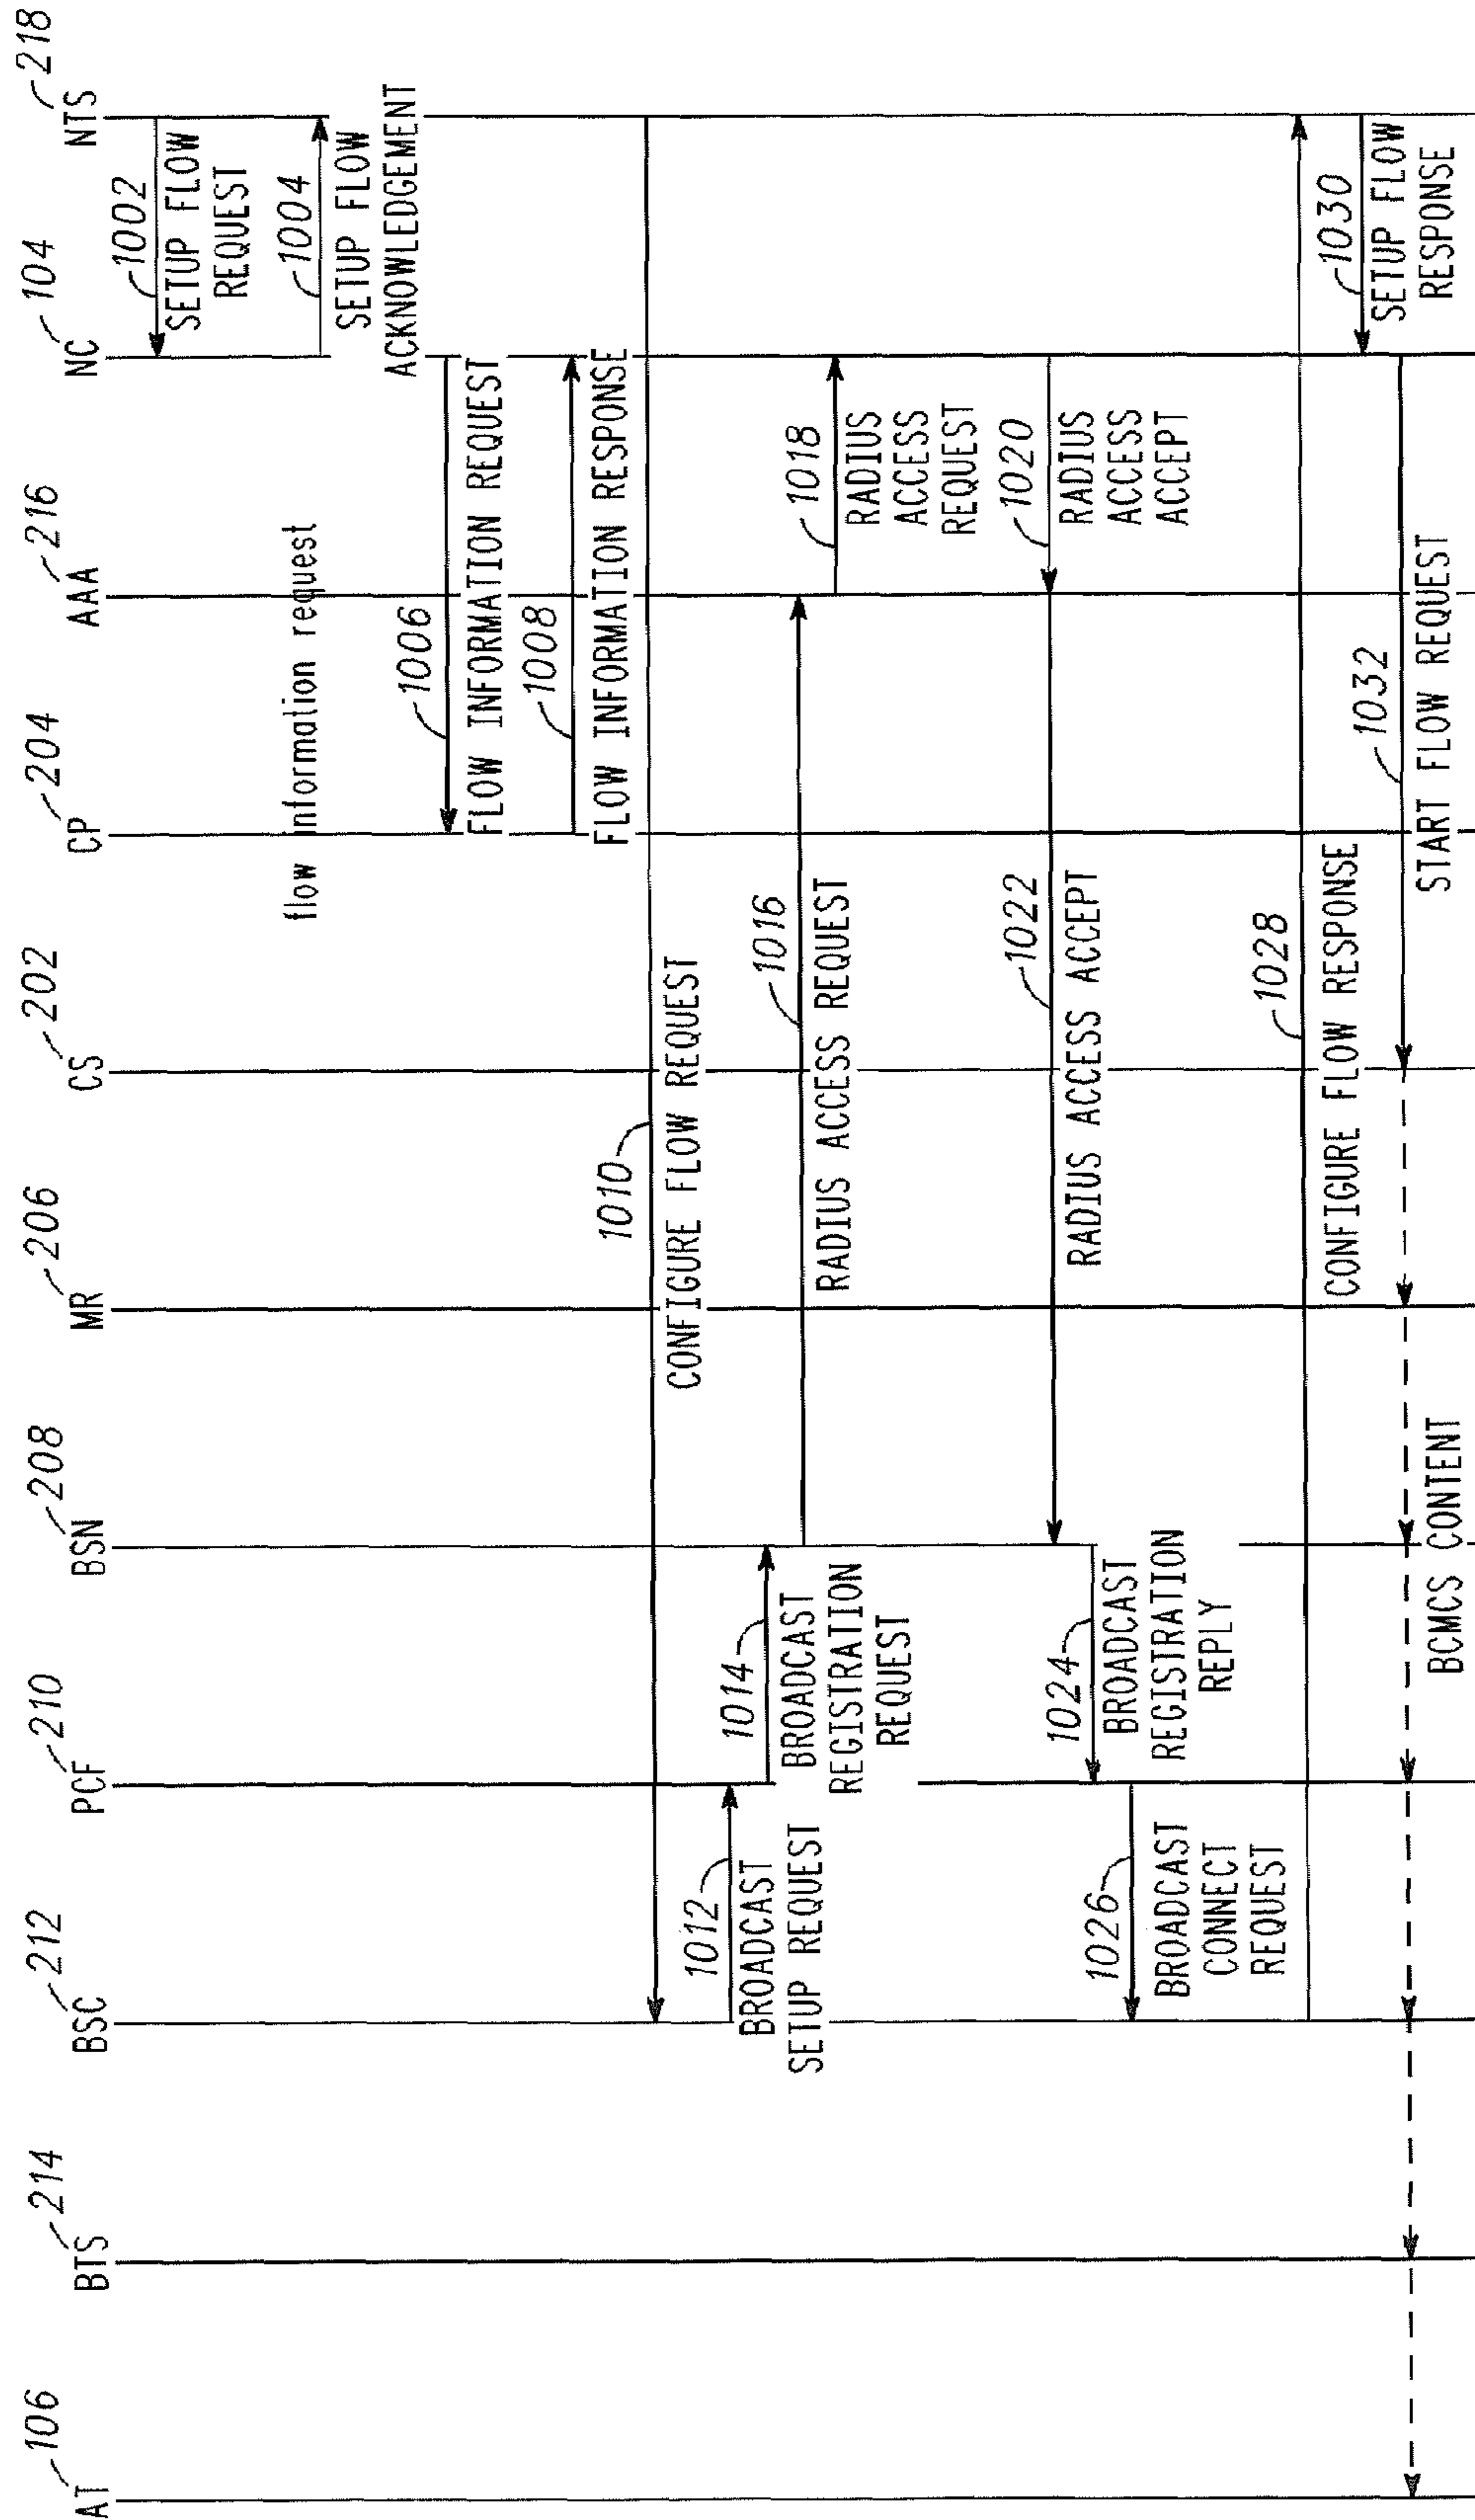 AT 106
BTS 214
BSC 212
PCF 210
BSN 208
MR 206
CS 202
CP 204
AAA 216
NC 104
NTS 218
1002
SETUP FLOW
REQUEST
1004
SETUP FLOW
ACKNOWLEDGEMENT
flow information request
1006
FLOW INFORMATION REQUEST
1008
FLOW INFORMATION RESPONSE
1010
CONFIGURE FLOW REQUEST
1012
BROADCAST
SETUP REQUEST
1014
BROADCAST
REGISTRATION
REQUEST
1016
RADIUS ACCESS REQUEST
1018
RADIUS
ACCESS
REQUEST
1020
RADIUS
ACCESS
ACCEPT
1022
RADIUS ACCESS ACCEPT
1024
BROADCAST
REGISTRATION
REPLY
1026
BROADCAST
CONNECT
REQUEST
1028
CONFIGURE FLOW RESPONSE
1030
SETUP FLOW
RESPONSE
1032
START FLOW REQUEST
BCMCS CONTENT